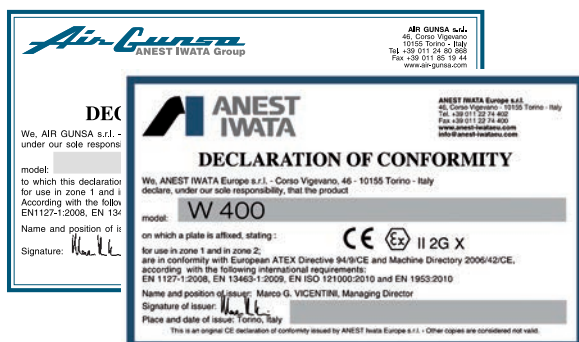 Air Gunsa
ANEST IWATA Group
AIR GUNSA s.r.l.
46, Corso Vigevano
10155 Torino - Italy
Tel. +39 011 24 80 868
Fax +39 011 85 19 44
www.air-gunsa.com
DEC
We, AIR GUNSA s.r.l. -
under our sole responsi
model:
to which this declaration
for use in zone 1 and i
According with the follow
EN1127-1:2008, EN 134
Name and position of is
Signature:
ANEST
IWATA
ANEST IWATA Europe s.r.l.
46, Corso Vigevano - 10155 Torino - Italy
Tel. +39 011 22 74 402
Fax +39 011 22 74 400
www.anest-iwataeu.com
info@anest-iwataeu.com
DECLARATION OF CONFORMITY
We, ANEST IWATA Europe s.r.l. - Corso Vigevano, 46 - 10155 Torino - Italy
declare, under our sole responsibility, that the product
model: W 400
on which a plate is affixed, stating :
CE Ex II 2G X
for use in zone 1 and in zone 2;
are in conformity with European ATEX Directive 94/9/CE and Machine Directory 2006/42/CE,
according with the following international requirements:
EN 1127-1:2008, EN 13463-1:2009, EN ISO 121000:2010 and EN 1953:2010
Name and position of issuer: Marco G. VICENTINI, Managing Director
Signature of issuer:
Place and date of issue: Torino, Italy
This is an original CE declaration of conformity issued by ANEST Iwata Europe s.r.l. - Other copies are considered not valid.